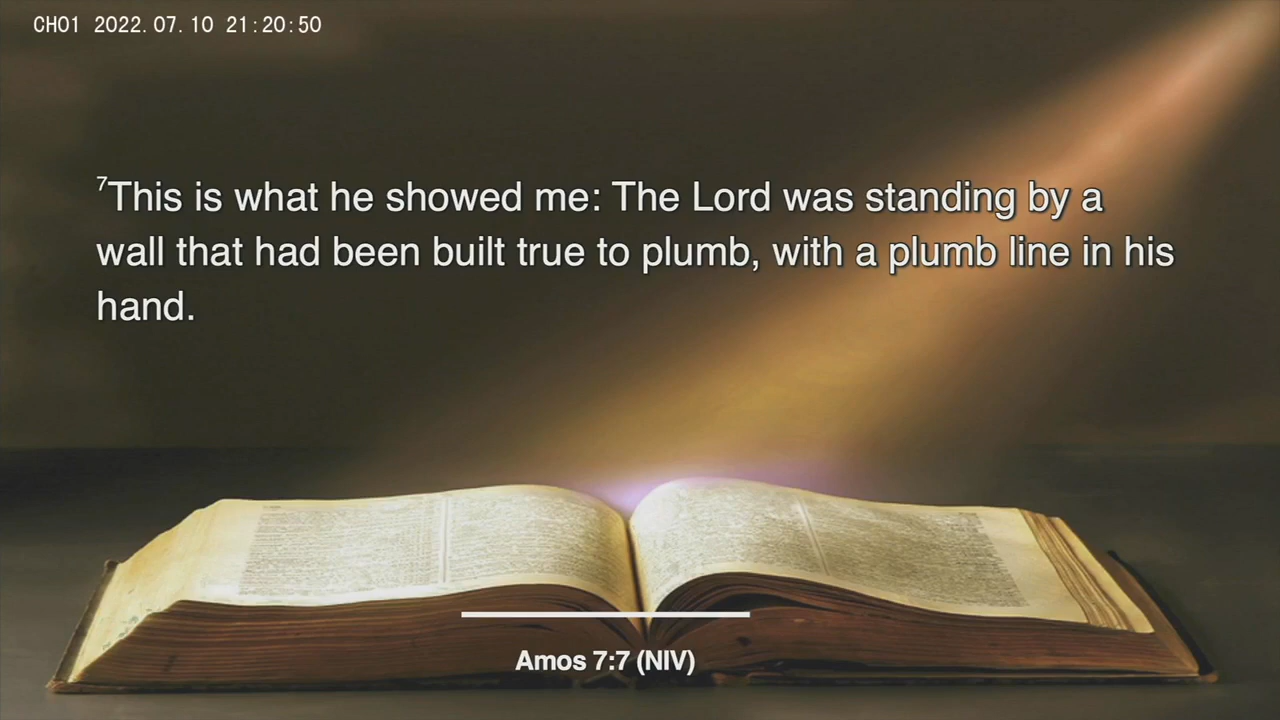 CH01 2022.07.10 21:20:50
7This is what he showed me: The Lord was standing by a
wall that had been built true to plumb, with a plumb line in his
hand.
Amos 7:7 (NIV)